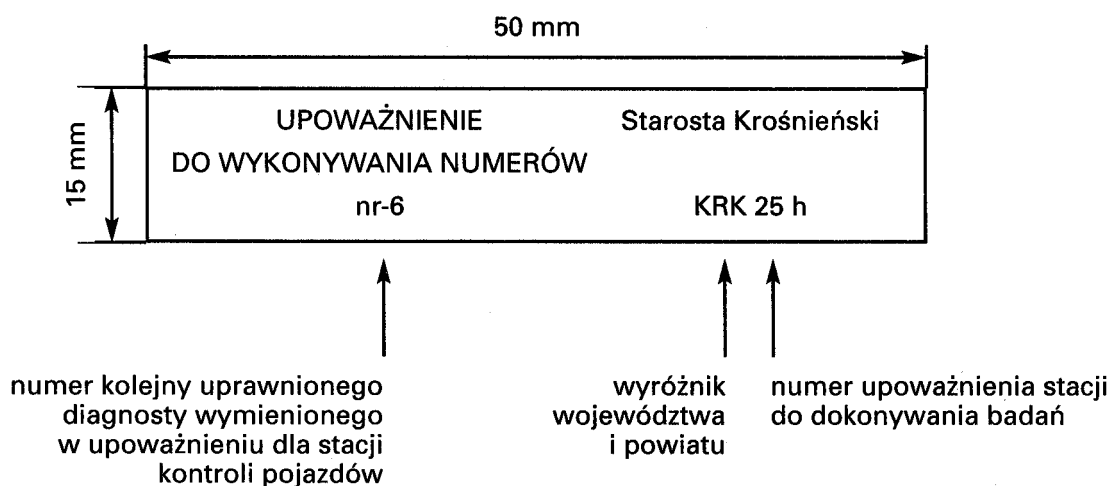 50 mm
15 mm
UPOWAŻNIENIE
DO WYKONYWANIA NUMERÓW
nr-6
Starosta Krośnieński
KRK 25 h
numer kolejny uprawnionego
diagnosty wymienionego
w upoważnieniu dla stacji
kontroli pojazdów
wyróżnik
województwa
i powiatu
numer upoważnienia stacji
do dokonywania badań